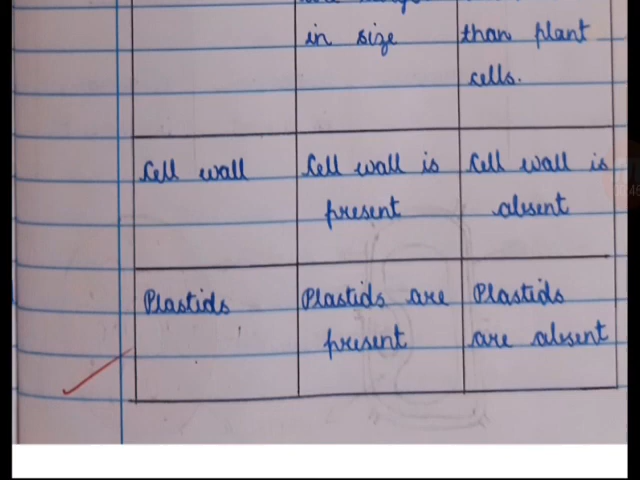 in size
than plant
cells.
Cell wall
Cell wall is
present
Cell wall is
absent
Plastids
Plastids are
present
Plastids
are absent